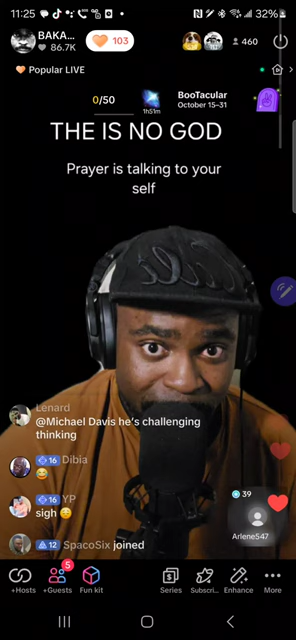 11:25
32%
BAKA...
86.7K
103
460
Popular LIVE
0/50
1h51m
BooTacular
October 15-31
THE IS NO GOD
Prayer is talking to your
self
Lenard
@Michael Davis he's challenging
thinking
16 Dibia
16 YP
sigh
12 SpacoSix joined
39
Arlene547
5
+Hosts
+Guests
Fun kit
Series
Subscri...
Enhance
More